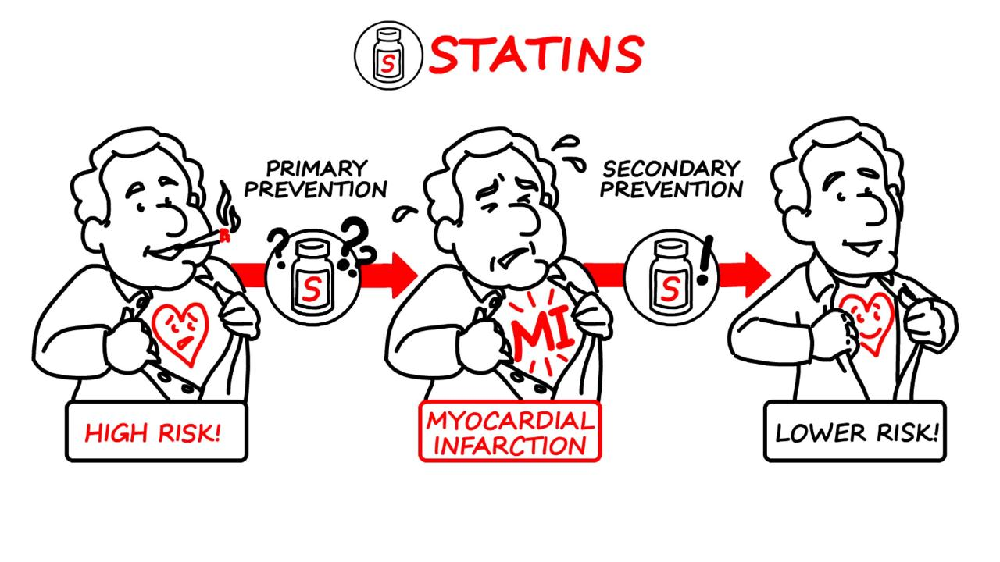 S STATINS
PRIMARY
PREVENTION
SECONDARY
PREVENTION
? ? ?
S
!
S
MI
HIGH RISK!
MYOCARDIAL
INFARCTION
LOWER RISK!